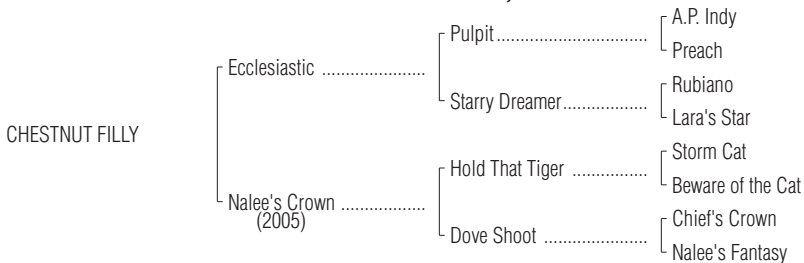 A.P. Indy
Pulpit................................
Preach
Ecclesiastic ......................
Rubiano
Starry Dreamer..................
Lara's Star
CHESTNUT FILLY
Storm Cat
Hold That Tiger ................
Beware of the Cat
Nalee's Crown ..................
(2005)
Chief's Crown
Dove Shoot ......................
Nalee's Fantasy